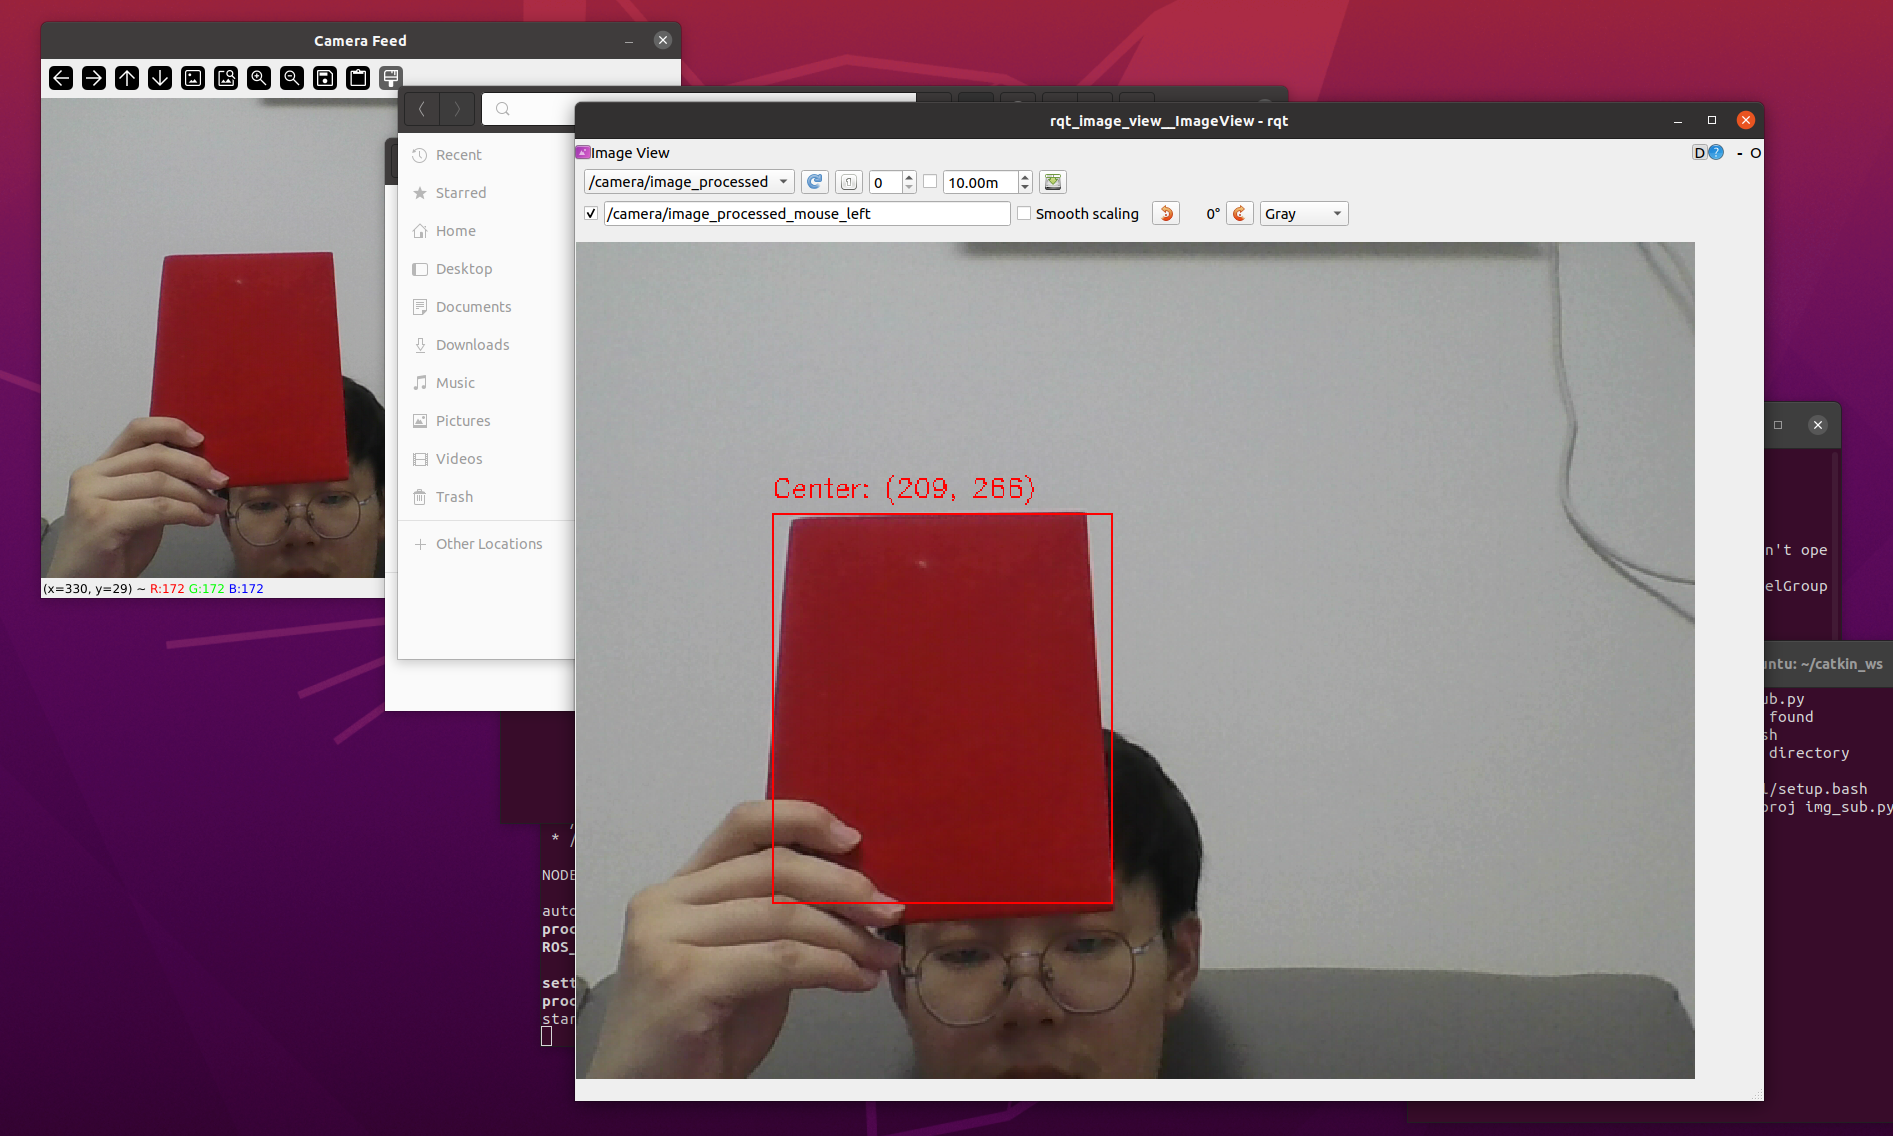 Camera Feed
(x=330, y=29) ~ R:172 G:172 B:172
Recent
Starred
Home
Desktop
Documents
Downloads
Music
Pictures
Videos
Trash
+ Other Locations
rqt_image_view__ImageView - rqt
Image View
D ? - O
/camera/image_processed 0 10.00m
/camera/image_processed_mouse_left Smooth scaling 0° Gray
Center: (209, 266)
n't ope
elGroup
untu: ~/catkin_ws
ub.py
found
sh
directory
l/setup.bash
proj img_sub.py
* /
NODE
auto
proc
ROS_
sett
proc
star